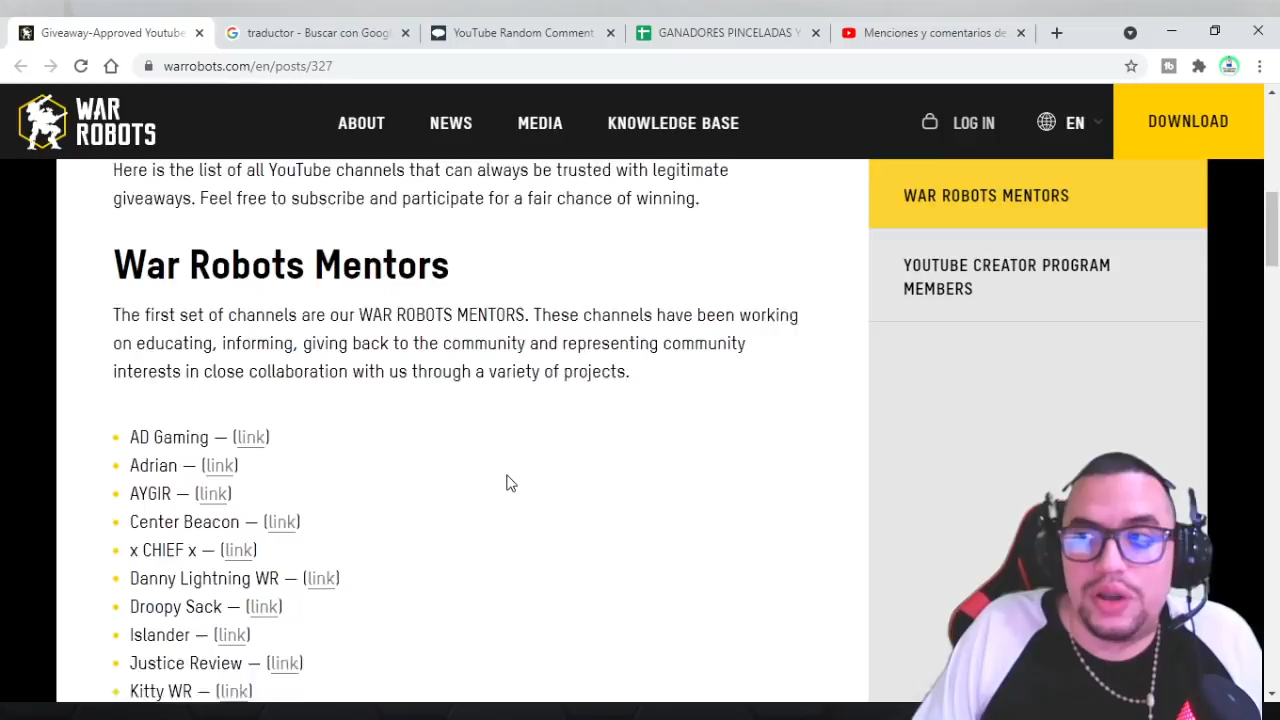 Giveaway-Approved Youtube
traductor - Buscar con Googl
YouTube Random Comment
GANADORES PINCELADAS Y
Menciones y comentarios de
warrobots.com/en/posts/327
WAR ROBOTS
ABOUT
NEWS
MEDIA
KNOWLEDGE BASE
LOG IN
EN
DOWNLOAD
Here is the list of all YouTube channels that can always be trusted with legitimate
giveaways. Feel free to subscribe and participate for a fair chance of winning.
War Robots Mentors
The first set of channels are our WAR ROBOTS MENTORS. These channels have been working
on educating, informing, giving back to the community and representing community
interests in close collaboration with us through a variety of projects.
AD Gaming — (link)
Adrian — (link)
AYGIR — (link)
Center Beacon — (link)
x CHIEF x — (link)
Danny Lightning WR — (link)
Droopy Sack — (link)
Islander — (link)
Justice Review — (link)
Kitty WR — (link)
WAR ROBOTS MENTORS
YOUTUBE CREATOR PROGRAM
MEMBERS